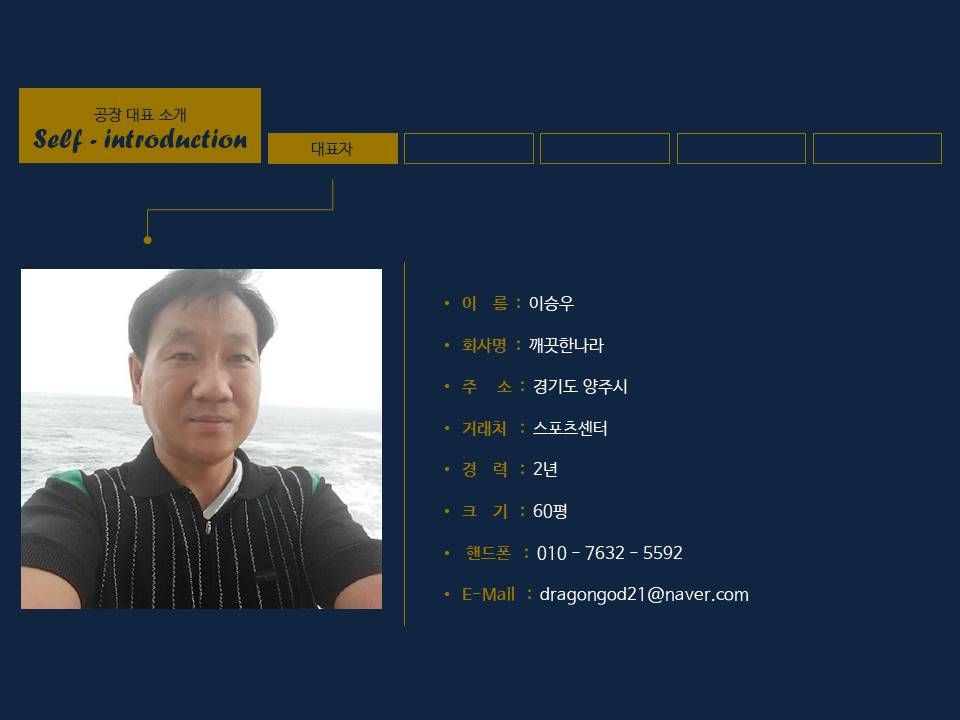 공장 대표 소개
Self - introduction
대표자
• 이 름 : 이승우
• 회사명 : 깨끗한나라
• 주 소 : 경기도 양주시
• 거래처 : 스포츠센터
• 경 력 : 2년
• 크 기 : 60평
• 핸드폰 : 010 - 7632 - 5592
• E-Mail : dragongod21@naver.com